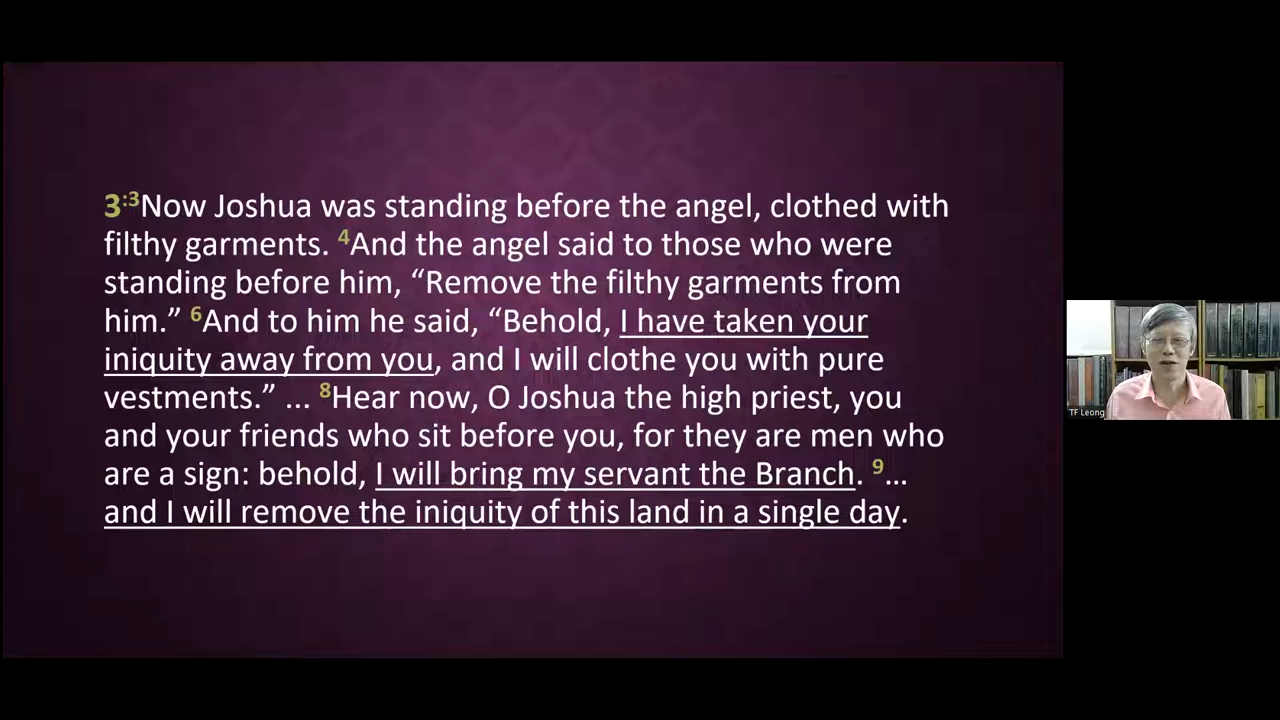 3:3Now Joshua was standing before the angel, clothed with
filthy garments. 4And the angel said to those who were
standing before him, “Remove the filthy garments from
him.” 6And to him he said, “Behold, I have taken your
iniquity away from you, and I will clothe you with pure
vestments.” ... 8Hear now, O Joshua the high priest, you
and your friends who sit before you, for they are men who
are a sign: behold, I will bring my servant the Branch. 9...
and I will remove the iniquity of this land in a single day.
TF Leong